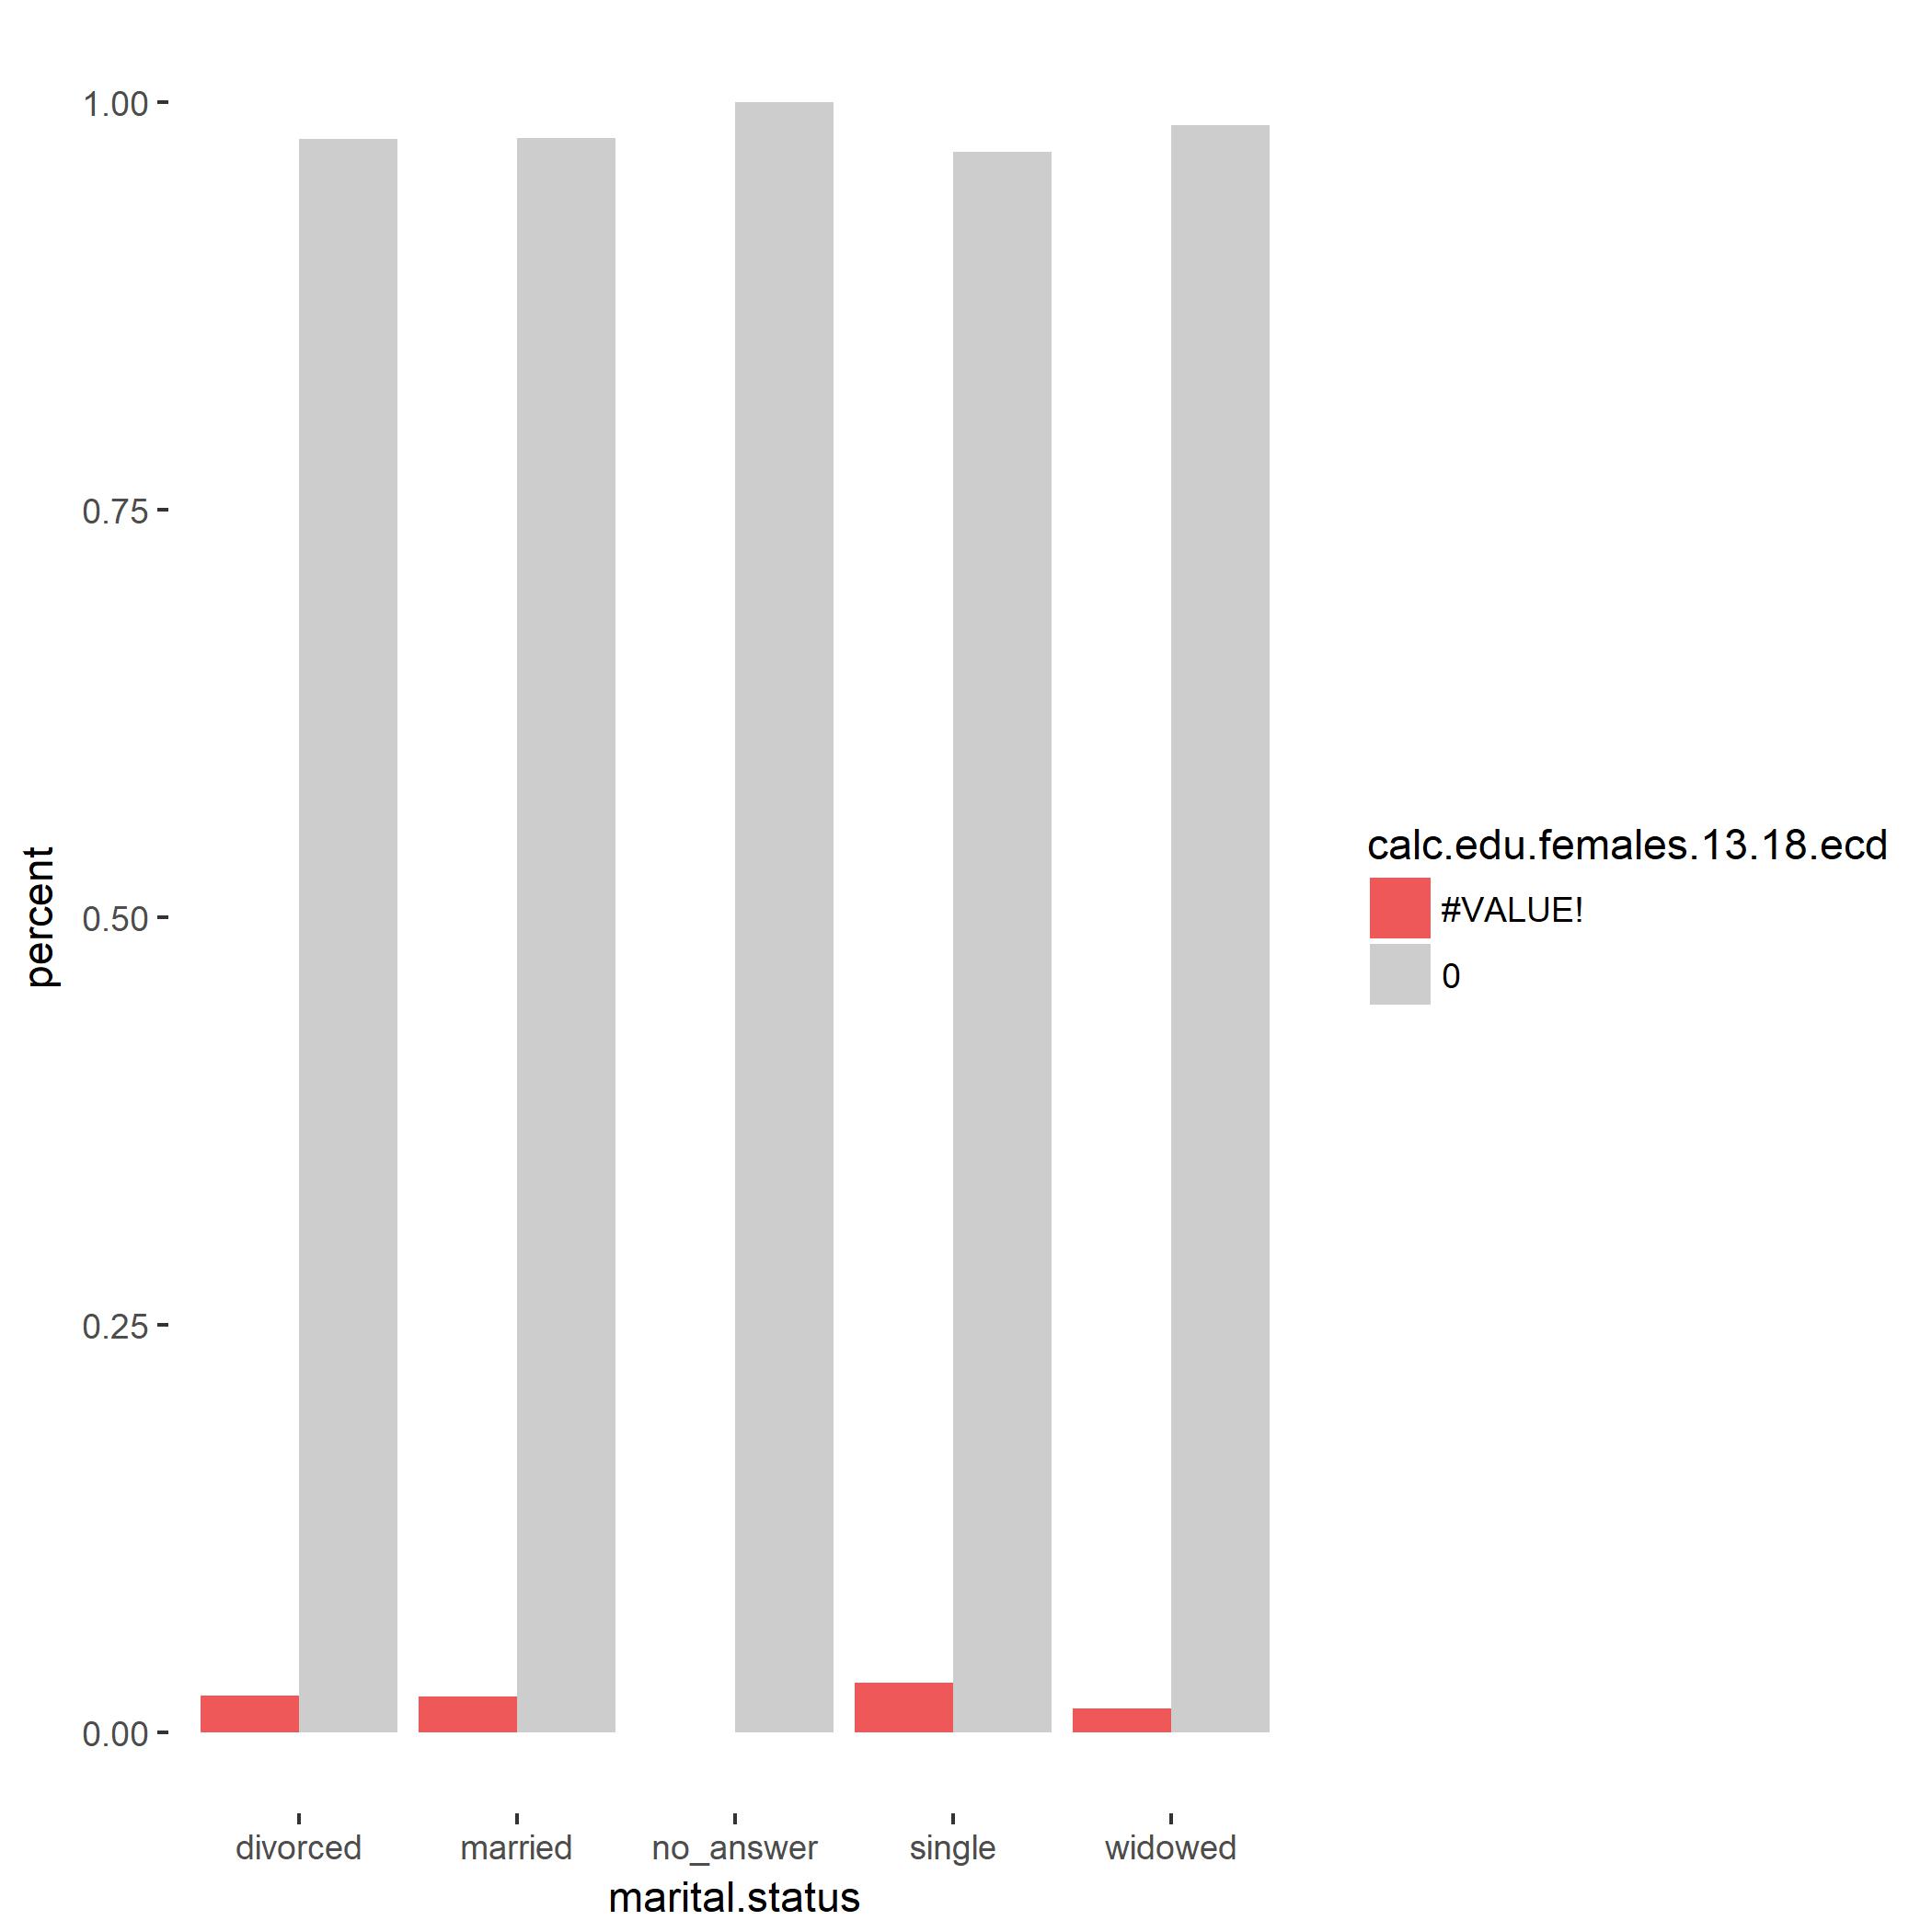 1.00
0.75
0.50
0.25
0.00
percent
divorced married no_answer single widowed
marital.status
calc.edu.females.13.18.ecd
#VALUE!
0